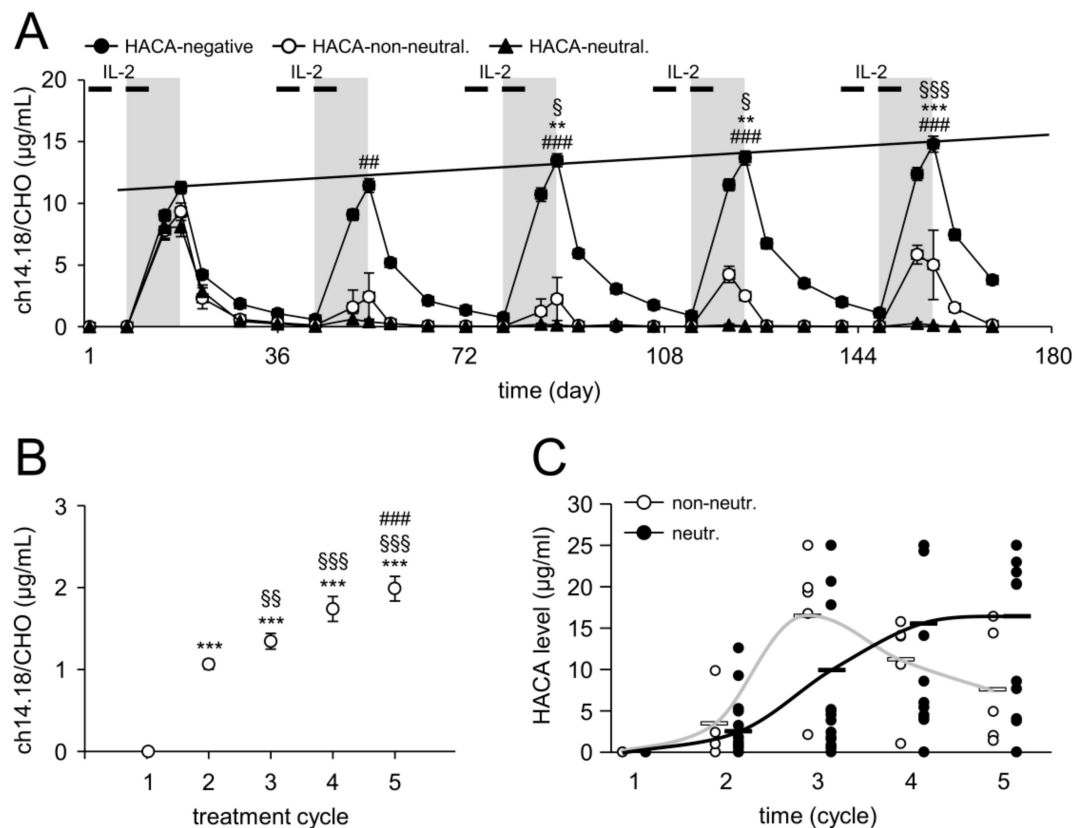 A
HACA-negative HACA-non-neutral. HACA-neutral.
IL-2 IL-2 IL-2 IL-2 IL-2
ch14.18/CHO (µg/mL)
20
15
10
5
0
##
§
**
###
§
**
###
§§§
***
###
1 36 72 108 144 180
time (day)
B
ch14.18/CHO (µg/mL)
3
2
1
0
***
§§
***
§§§
***
###
§§§
***
1 2 3 4 5
treatment cycle
C
non-neutr.
neutr.
HACA level (µg/ml)
30
25
20
15
10
5
0
1 2 3 4 5
time (cycle)